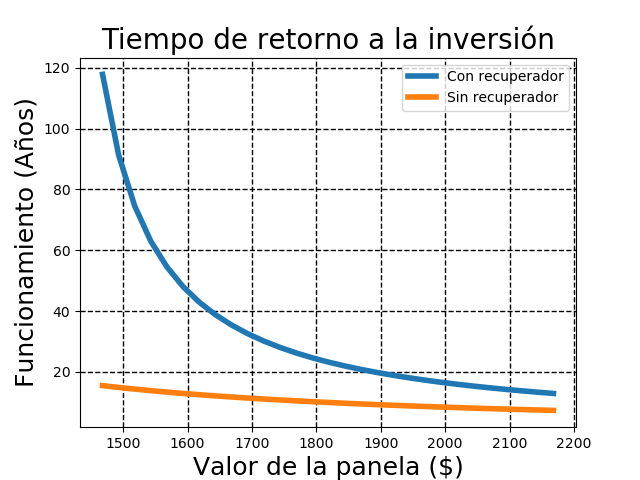 Tiempo de retorno a la inversión
Con recuperador
Sin recuperador
Funcionamiento (Años)
120
100
80
60
40
20
1500 1600 1700 1800 1900 2000 2100 2200
Valor de la panela ($)